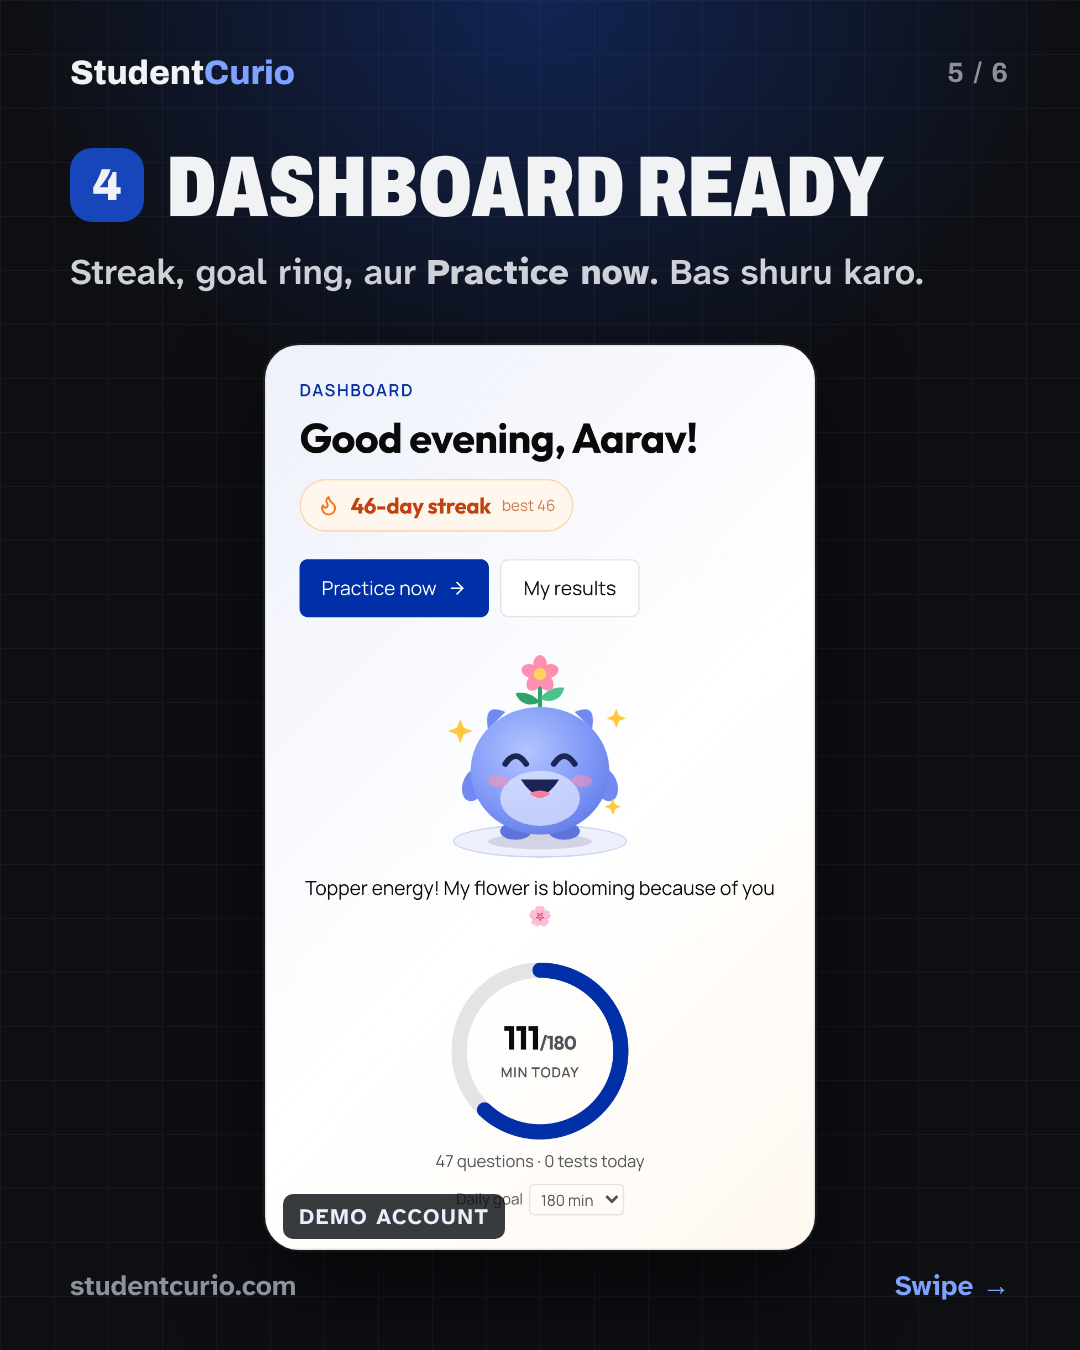 StudentCurio
5 / 6
4 DASHBOARD READY
Streak, goal ring, aur Practice now. Bas shuru karo.
DASHBOARD
Good evening, Aarav!
46-day streak best 46
Practice now →
My results
Topper energy! My flower is blooming because of you
🌸
111/180
MIN TODAY
47 questions · 0 tests today
Daily goal 180 min
DEMO ACCOUNT
studentcurio.com
Swipe →